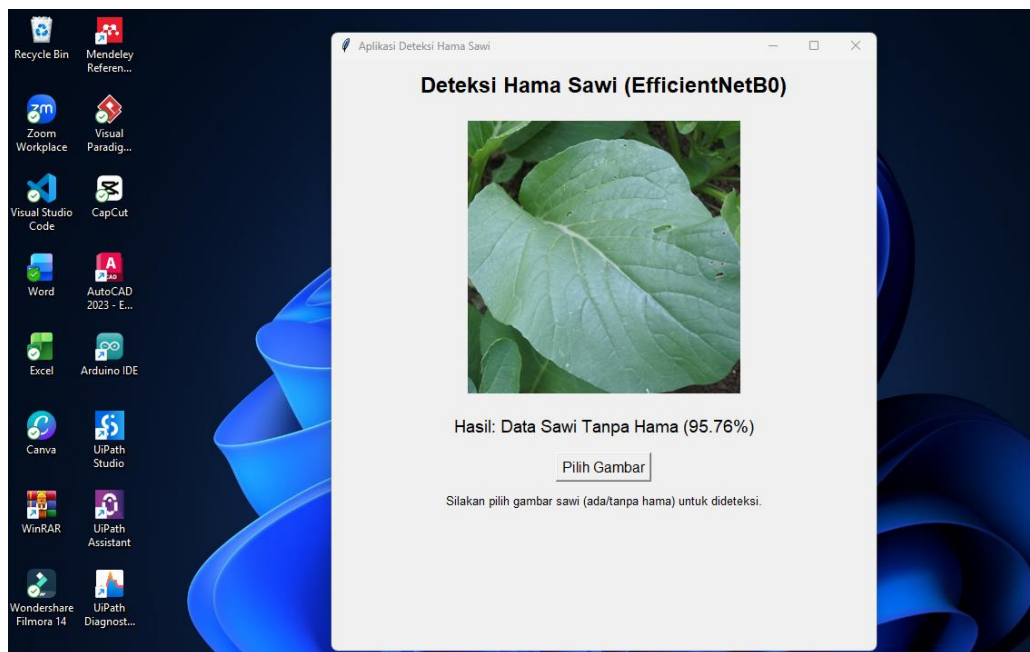 Recycle Bin
Mendeley
Referen...
Zoom
Workplace
Visual
Paradig...
Visual Studio
Code
CapCut
Word
AutoCAD
2023 - E...
Excel
Arduino IDE
Canva
UiPath
Studio
WinRAR
UiPath
Assistant
Wondershare
Filmora 14
UiPath
Diagnost...
Aplikasi Deteksi Hama Sawi
Deteksi Hama Sawi (EfficientNetB0)
Hasil: Data Sawi Tanpa Hama (95.76%)
Pilih Gambar
Silakan pilih gambar sawi (ada/tanpa hama) untuk dideteksi.